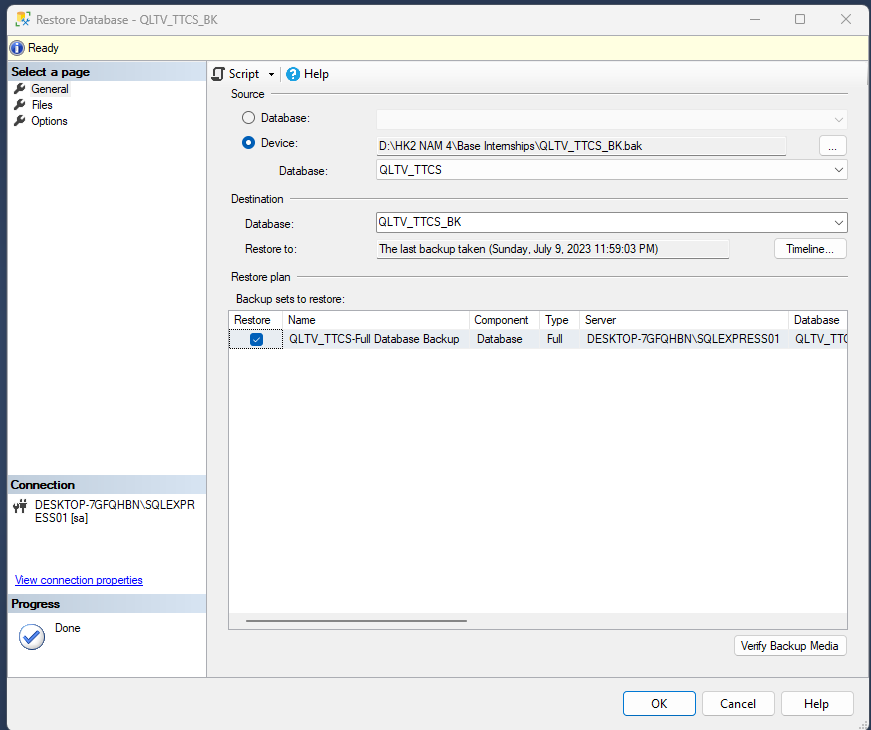 Restore Database - QLTV_TTCS_BK
Ready
Select a page
General
Files
Options
Script
Help
Source
Database:
Device:
D:\HK2 NAM 4\Base Internships\QLTV_TTCS_BK.bak
...
Database:
QLTV_TTCS
Destination
Database:
QLTV_TTCS_BK
Restore to:
The last backup taken (Sunday, July 9, 2023 11:59:03 PM)
Timeline...
Restore plan
Backup sets to restore:
Restore Name Component Type Server Database
QLTV_TTCS-Full Database Backup Database Full DESKTOP-7GFQHBN\SQLEXPRESS01 QLTV_TTC
Connection
DESKTOP-7GFQHBN\SQLEXPR
ESS01 [sa]
View connection properties
Progress
Done
Verify Backup Media
OK
Cancel
Help